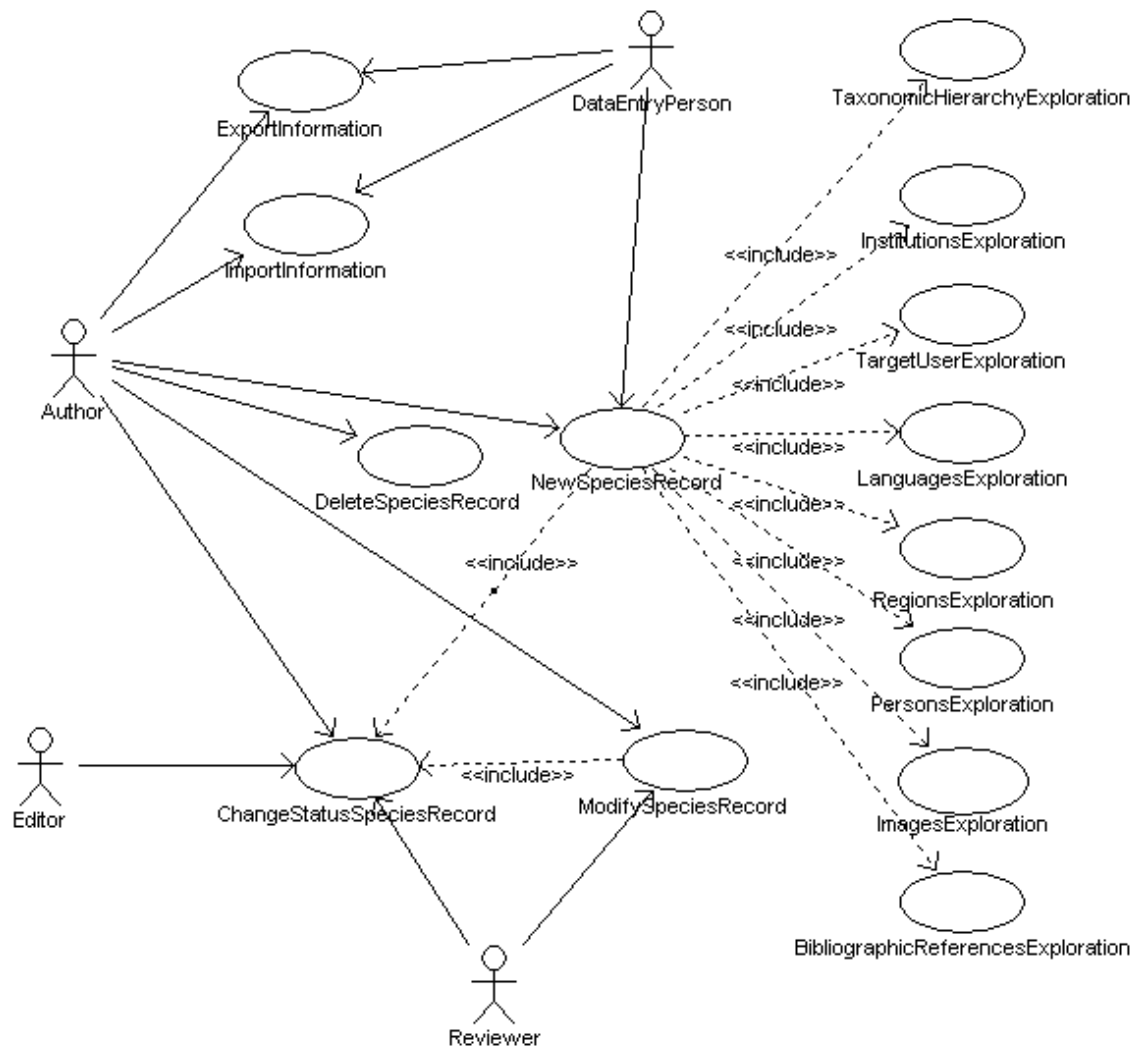 DataEntryPerson
TaxonomicHierarchyExploration
ExportInformation
InstitutionsExploration
<<include>>
ImportInformation
<<include>>
TargetUserExploration
<<include>>
Author
<<include>>
LanguagesExploration
NewSpeciesRecord
DeleteSpeciesRecord
<<include>>
<<include>>
<<include>>
RegionsExploration
<<include>>
<<include>>
PersonsExploration
<<include>>
ChangeStatusSpeciesRecord
ModifySpeciesRecord
Editor
ImagesExploration
BibliographicReferencesExploration
Reviewer